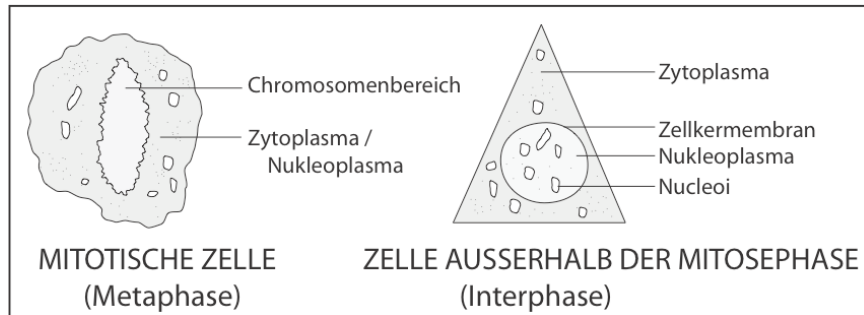 Chromosomenbereich
Zytoplasma /
Nukleoplasma
MITOTISCHE ZELLE
(Metaphase)
Zytoplasma
Zellkermembran
Nukleoplasma
Nucleoi
ZELLE AUSSERHALB DER MITOSEPHASE
(Interphase)